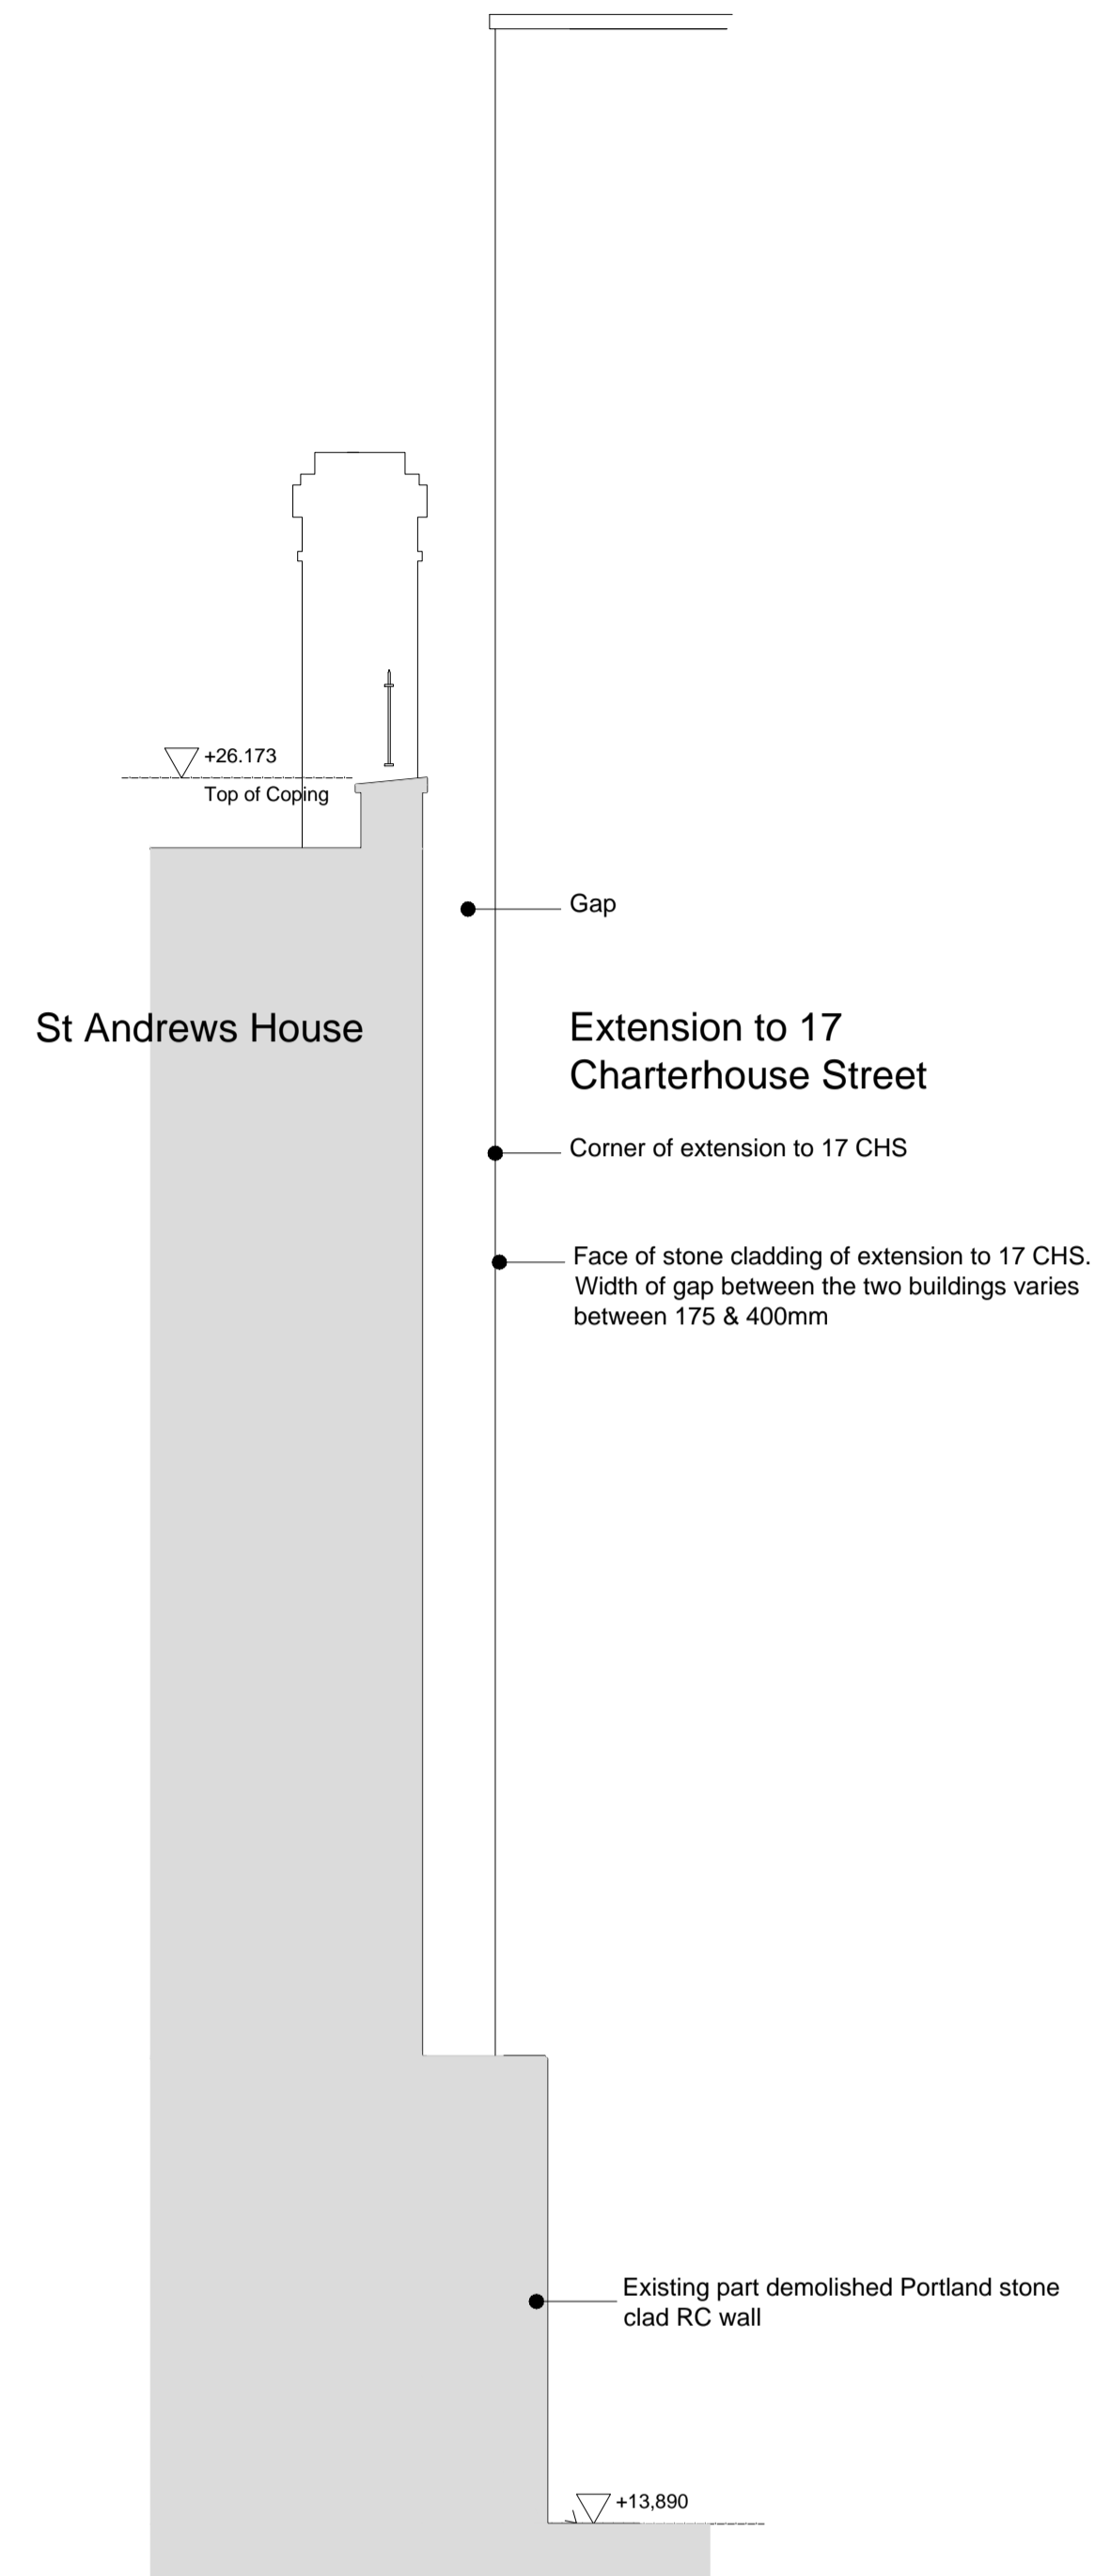 +26.173
Top of Coping
Gap
St Andrews House
Extension to 17
Charterhouse Street
Corner of extension to 17 CHS
Face of stone cladding of extension to 17 CHS.
Width of gap between the two buildings varies
between 175 & 400mm
Existing part demolished Portland stone
clad RC wall
+13,890